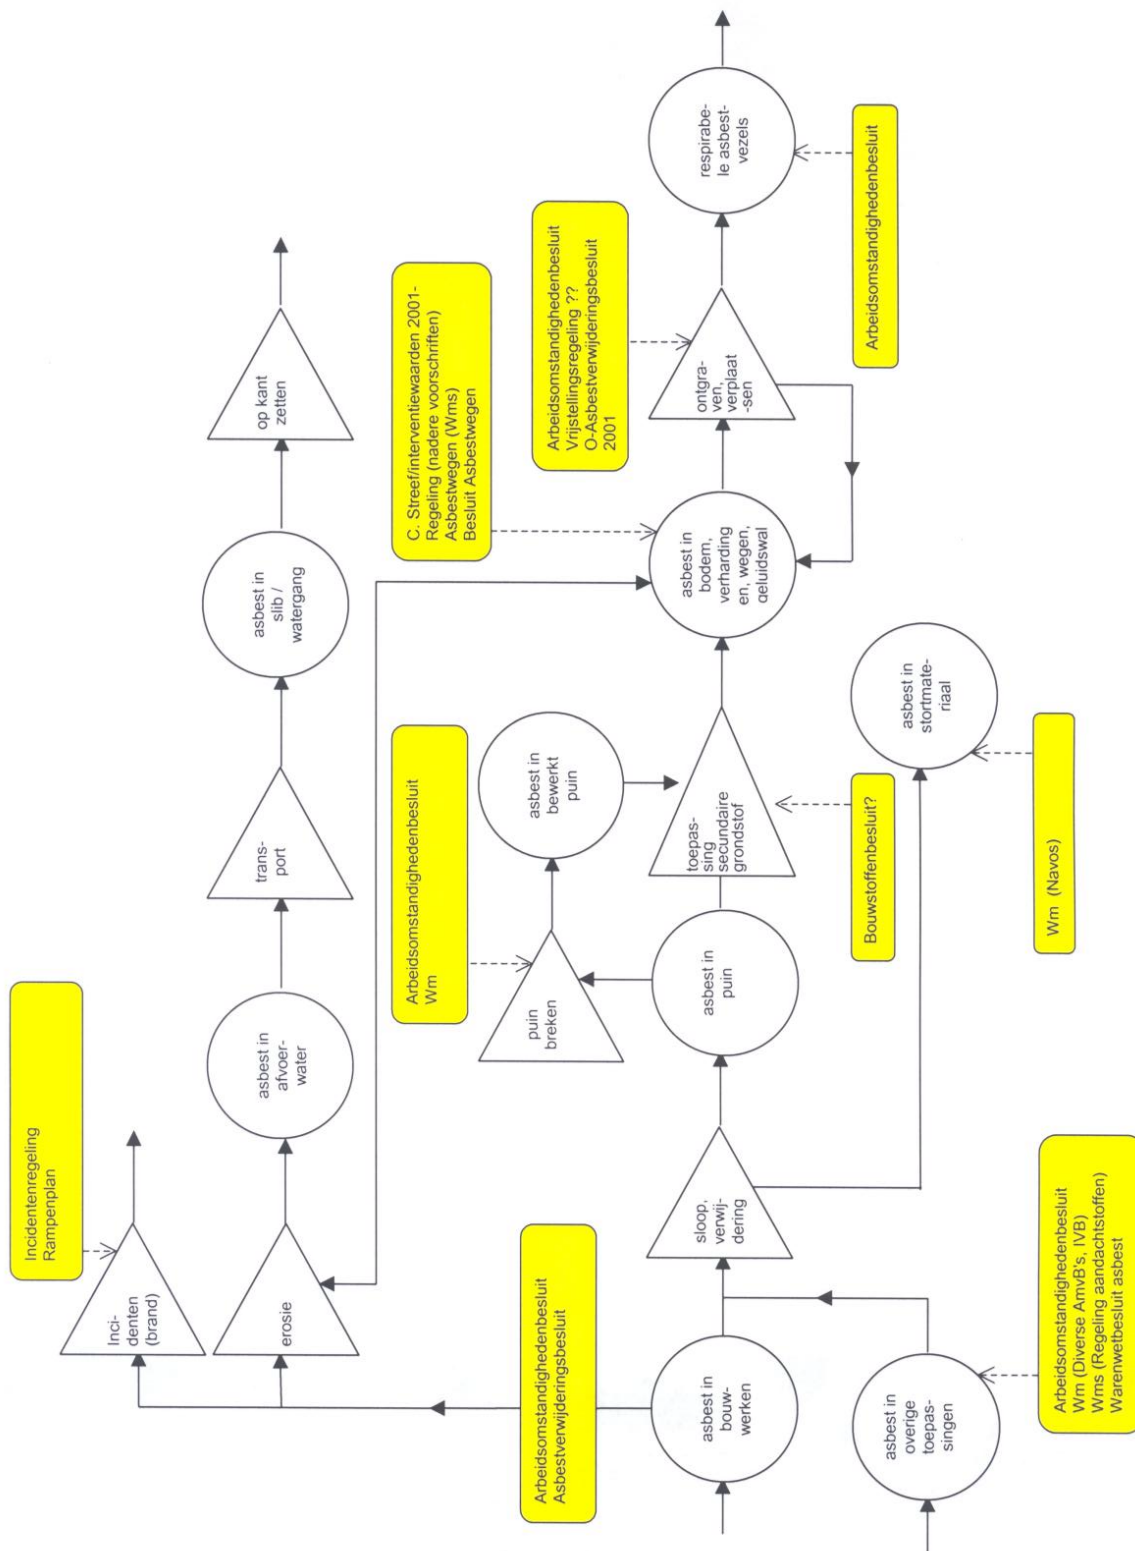 Incidentenregeling
Rampenplan
Inci-
denten
(brand)
erosie
asbest in
afvoer-
water
trans-
port
asbest in
slib /
watergang
op kant
zetten
Arbeidsomstandighedenbesluit
Wm
C. Streef/interventiewaarden 2001-
Regeling (nadere voorschriften)
Asbestwegen (Wms)
Besluit Asbestwegen
Arbeidsomstandighedenbesluit
Asbestverwijderingsbesluit
puin
breken
asbest in
bewerkt
puin
Arbeidsomstandighedenbesluit
Vrijstellingsregeling ??
O-Asbestverwijderingsbesluit
2001
asbest in
bouw-
werken
sloop,
verwij-
dering
asbest in
puin
toepas-
sing
secundaire
grondstof
asbest in
bodem,
verharding
en, wegen,
geluidswal
ontgra-
ven,
verplaat
-sen
respirabe-
le asbest-
vezels
asbest in
overige
toepas-
singen
Bouwstoffenbesluit?
asbest in
stortmate-
riaal
Arbeidsomstandighedenbesluit
Arbeidsomstandighedenbesluit
Wm (Diverse AmvB's, IVB)
Wms (Regeling aandachtstoffen)
Warenwetbesluit asbest
Wm (Navos)